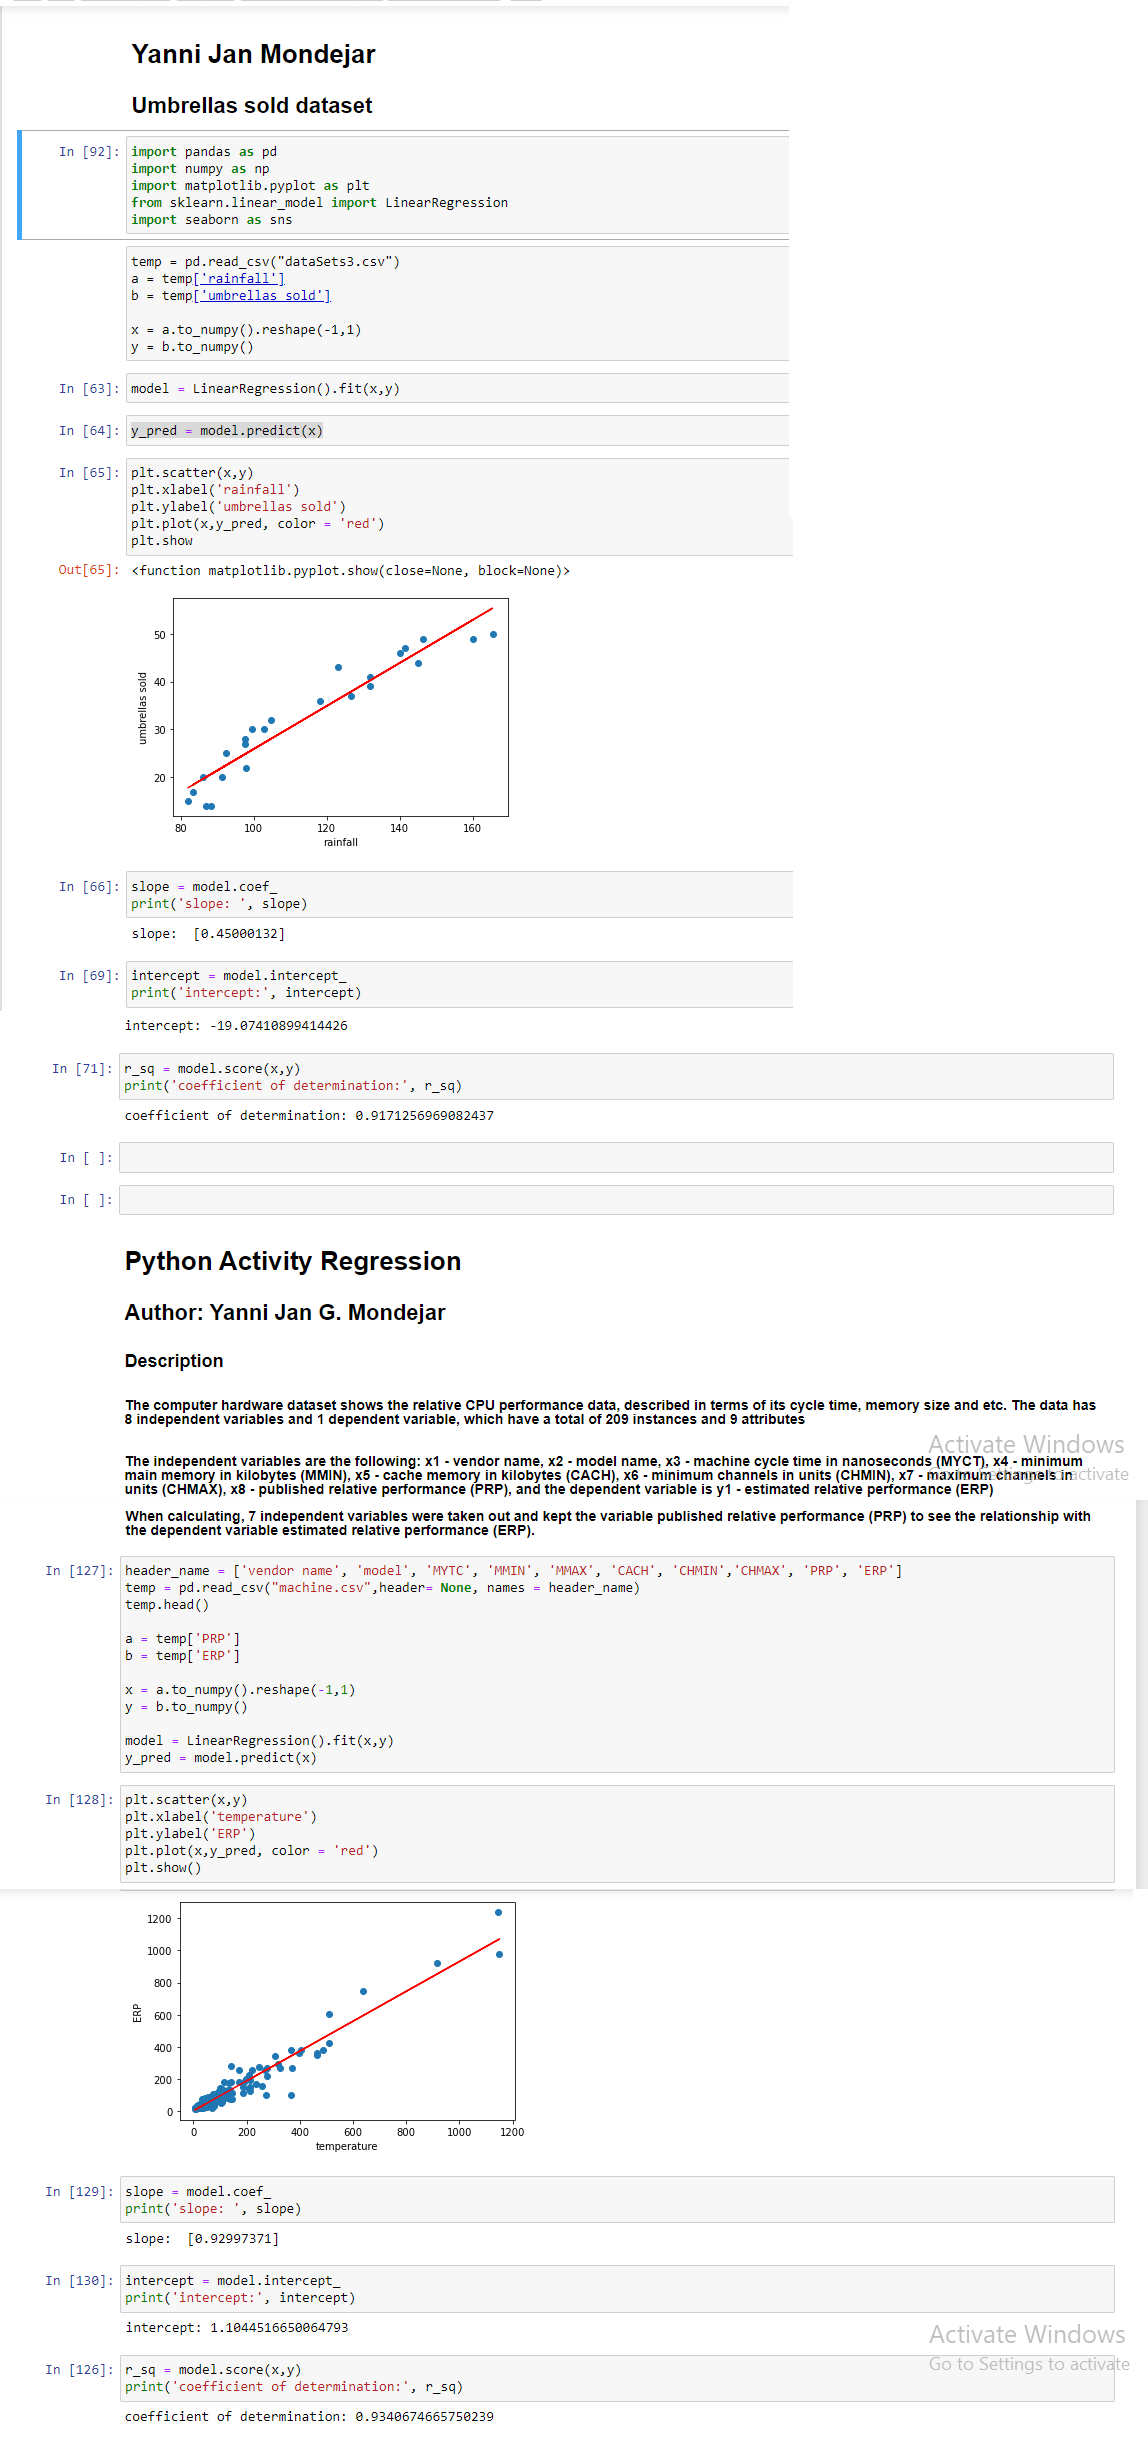 Yanni Jan Mondejar
Umbrellas sold dataset
In [92]: import pandas as pd
import numpy as np
import matplotlib.pyplot as plt
from sklearn.linear_model import LinearRegression
import seaborn as sns
temp = pd.read_csv("dataSets3.csv")
a = temp['rainfall']
b = temp['umbrellas sold']
x = a.to_numpy().reshape(-1,1)
y = b.to_numpy()
In [63]: model = LinearRegression().fit(x,y)
In [64]: y_pred = model.predict(x)
In [65]: plt.scatter(x,y)
plt.xlabel('rainfall')
plt.ylabel('umbrellas sold')
plt.plot(x,y_pred, color = 'red')
plt.show
Out[65]: <function matplotlib.pyplot.show(close=None, block=None)>
50
40
30
20
umbrellas sold
80 100 120 140 160
rainfall
In [66]: slope = model.coef_
print('slope: ', slope)
slope:  [0.45000132]
In [69]: intercept = model.intercept_
print('intercept:', intercept)
intercept: -19.07410899414426
In [71]: r_sq = model.score(x,y)
print('coefficient of determination:', r_sq)
coefficient of determination: 0.9171256969082437
In [ ]:
In [ ]:
Python Activity Regression
Author: Yanni Jan G. Mondejar
Description
The computer hardware dataset shows the relative CPU performance data, described in terms of its cycle time, memory size and etc. The data has
8 independent variables and 1 dependent variable, which have a total of 209 instances and 9 attributes
Activate Windows
Go to Settings to activate
The independent variables are the following: x1 - vendor name, x2 - model name, x3 - machine cycle time in nanoseconds (MYCT), x4 - minimum
main memory in kilobytes (MMIN), x5 - cache memory in kilobytes (CACH), x6 - minimum channels in units (CHMIN), x7 - maximum channels in
units (CHMAX), x8 - published relative performance (PRP), and the dependent variable is y1 - estimated relative performance (ERP)
When calculating, 7 independent variables were taken out and kept the variable published relative performance (PRP) to see the relationship with
the dependent variable estimated relative performance (ERP).
In [127]: header_name = ['vendor name', 'model', 'MYTC', 'MMIN', 'MMAX', 'CACH', 'CHMIN','CHMAX', 'PRP', 'ERP']
temp = pd.read_csv("machine.csv",header= None, names = header_name)
temp.head()
a = temp['PRP']
b = temp['ERP']
x = a.to_numpy().reshape(-1,1)
y = b.to_numpy()
model = LinearRegression().fit(x,y)
y_pred = model.predict(x)
In [128]: plt.scatter(x,y)
plt.xlabel('temperature')
plt.ylabel('ERP')
plt.plot(x,y_pred, color = 'red')
plt.show()
1200
1000
800
600
400
200
0
ERP
0 200 400 600 800 1000 1200
temperature
In [129]: slope = model.coef_
print('slope: ', slope)
slope:  [0.92997371]
In [130]: intercept = model.intercept_
print('intercept:', intercept)
intercept: 1.1044516650064793
Activate Windows
Go to Settings to activate
In [126]: r_sq = model.score(x,y)
print('coefficient of determination:', r_sq)
coefficient of determination: 0.9340674665750239